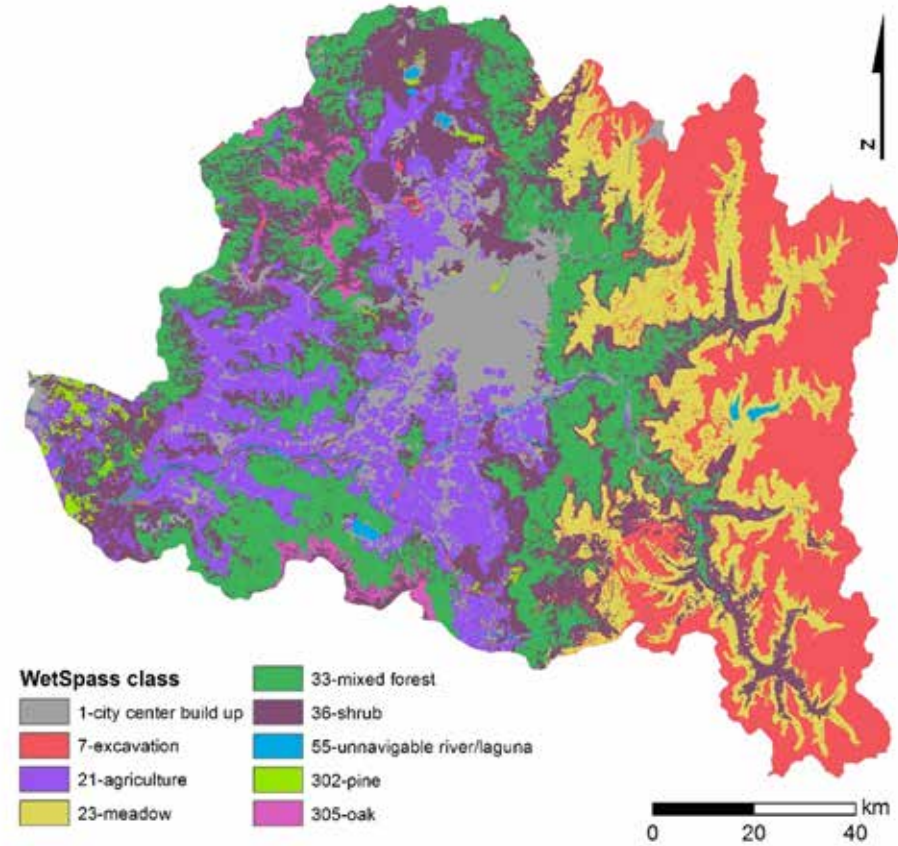 N
WetSpass class
1-city center build up
7-excavation
21-agriculture
23-meadow
33-mixed forest
36-shrub
55-unnavigable river/laguna
302-pine
305-oak
km
0 20 40